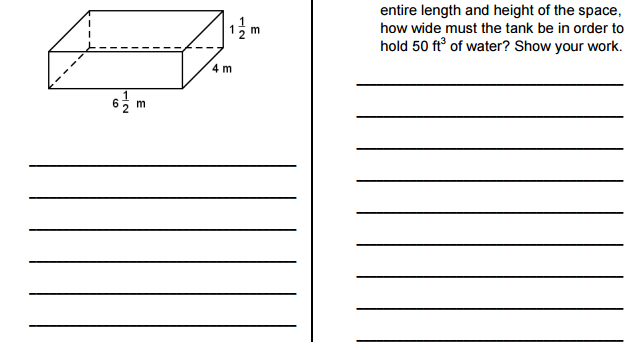 1 1/2 m
4 m
6 1/2 m
entire length and height of the space,
how wide must the tank be in order to
hold 50 ft³ of water? Show your work.